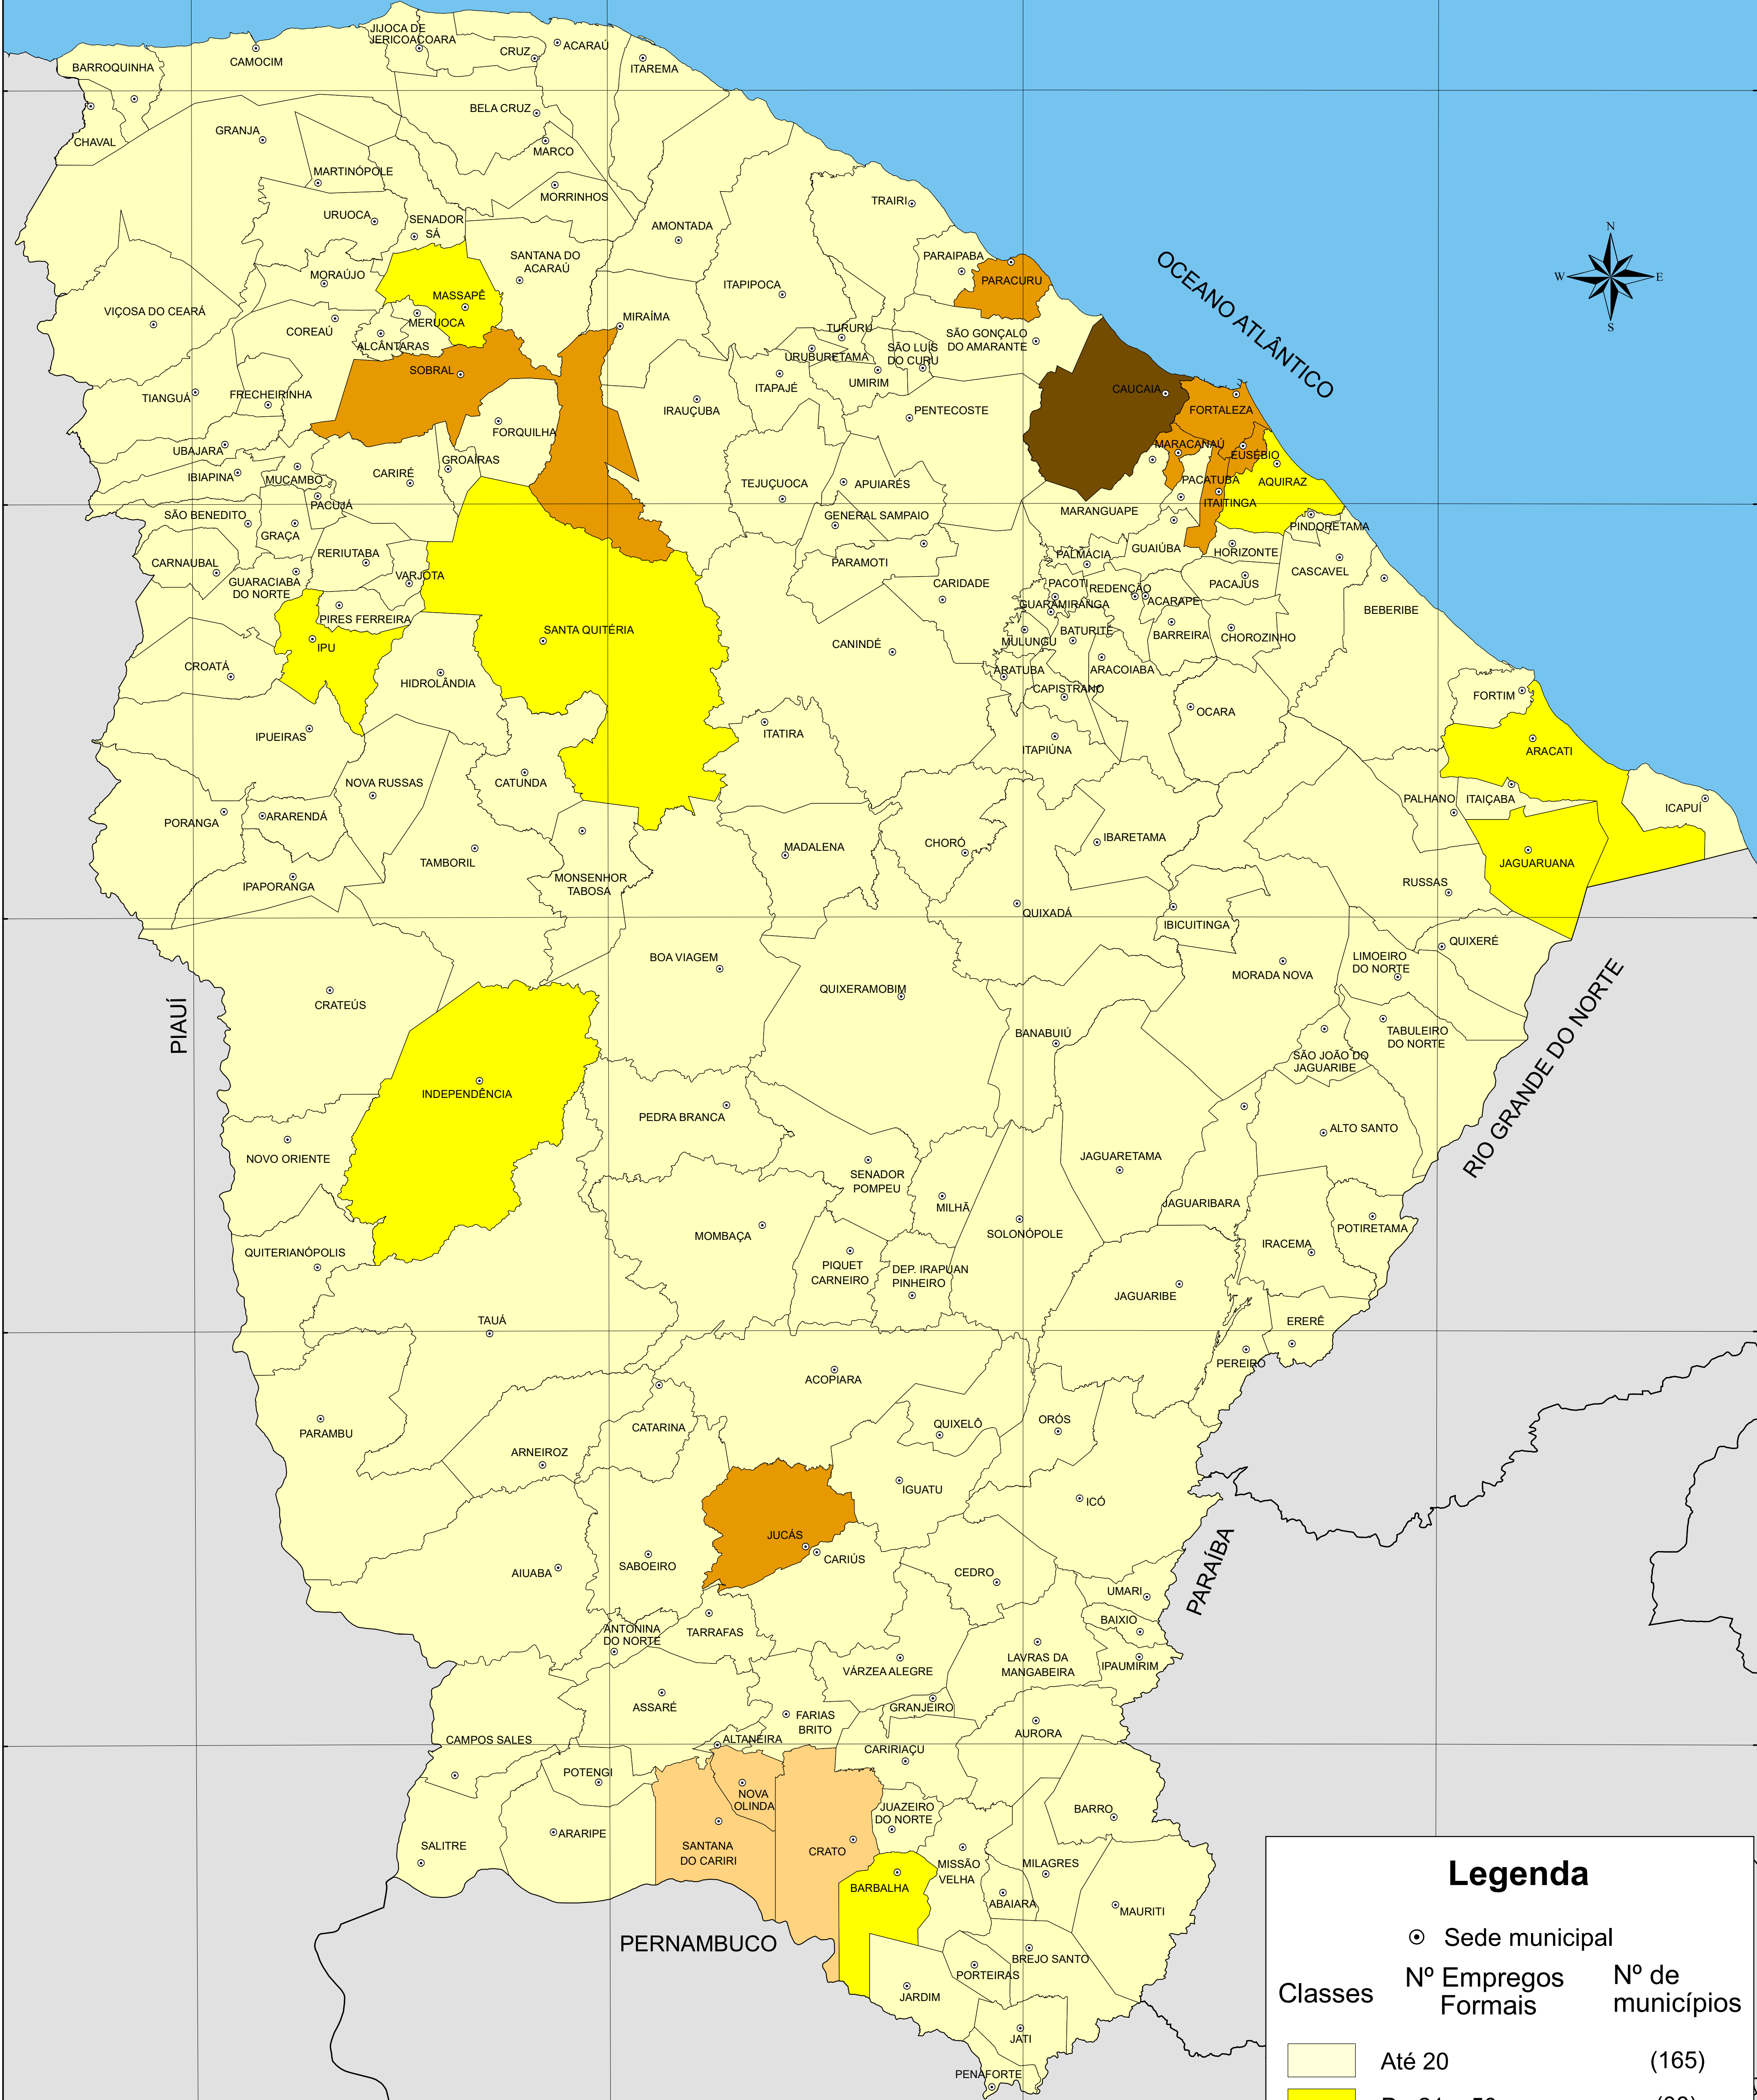 JIJOCA DE
JERICOACOARA
CRUZ
ACARAÚ
ITAREMA
BARROQUINHA
CAMOCIM
BELA CRUZ
CHAVAL
GRANJA
MARCO
MARTINÓPOLE
MORRINHOS
URUOCA
SENADOR
SÁ
AMONTADA
TRAIRI
SANTANA DO
ACARAÚ
MORAÚJO
MASSAPÊ
ITAPIPOCA
PARAIPABA
PARACURU
OCEANO ATLÂNTICO
N
W
E
S
VIÇOSA DO CEARÁ
COREAÚ
MERUOCA
ALCÂNTARAS
MIRAÍMA
TURURU
URUBURETAMA
SÃO LUÍS
DO CURU
SÃO GONÇALO
DO AMARANTE
SOBRAL
TIANGUÁ
FRECHEIRINHA
IRAUÇUBA
ITAPAJÉ
UMIRIM
PENTECOSTE
CAUCAIA
FORTALEZA
FORQUILHA
UBAJARA
IBIAPINA
MUCAMBO
CARIRÉ
GROAÍRAS
TEJUÇUOCA
APUIARÉS
MARACANAÚ
EUSÉBIO
AQUIRAZ
PACATUBA
ITAITINGA
PACUJÁ
SÃO BENEDITO
GRAÇA
GENERAL SAMPAIO
MARANGUAPE
PINDORETAMA
CARNAUBAL
RERIUTABA
VARJOTA
GUARACIABA
DO NORTE
PARAMOTI
CARIDADE
PALMÁCIA
GUAIÚBA
HORIZONTE
CASCAVEL
PACOTI
REDENÇÃO
PACAJUS
ACARAPE
GUARAMIRANGA
BEBERIBE
PIRES FERREIRA
IPU
SANTA QUITÉRIA
CANINDÉ
MULUNGU
BATURITÉ
BARREIRA
CHOROZINHO
CROATÁ
HIDROLÂNDIA
ARATUBA
ARACOIABA
CAPISTRANO
OCARA
FORTIM
IPUEIRAS
ITATIRA
ITAPIÚNA
ARACATI
NOVA RUSSAS
CATUNDA
PORANGA
ARARENDÁ
PALHANO
ITAIÇABA
ICAPUÍ
TAMBORIL
MADALENA
CHORÓ
IBARETAMA
JAGUARUANA
IPAPORANGA
MONSENHOR
TABOSA
RUSSAS
QUIXADÁ
IBICUITINGA
QUIXERÉ
BOA VIAGEM
LIMOEIRO
DO NORTE
MORADA NOVA
CRATEÚS
QUIXERAMOBIM
PIAUÍ
BANABUIÚ
TABULEIRO
DO NORTE
SÃO JOÃO DO
JAGUARIBE
RIO GRANDE DO NORTE
INDEPENDÊNCIA
PEDRA BRANCA
ALTO SANTO
NOVO ORIENTE
SENADOR
POMPEU
JAGUARETAMA
MILHÃ
JAGUARIBARA
MOMBAÇA
SOLONÓPOLE
POTIRETAMA
IRACEMA
QUITERIANÓPOLIS
PIQUET
CARNEIRO
DEP. IRAPUAN
PINHEIRO
JAGUARIBE
TAUÁ
ERERÊ
PEREIRO
ACOPIARA
PARAMBU
CATARINA
QUIXELÔ
ORÓS
ARNEIROZ
IGUATU
ICÓ
JUCÁS
CARIÚS
AIUABA
SABOEIRO
CEDRO
PARAÍBA
UMARI
BAIXIO
ANTONINA
DO NORTE
TARRAFAS
VÁRZEA ALEGRE
LAVRAS DA
MANGABEIRA
IPAUMIRIM
ASSARÉ
GRANJEIRO
FARIAS
BRITO
AURORA
CAMPOS SALES
ALTANEIRA
CARIRIAÇU
POTENGI
NOVA
OLINDA
JUAZEIRO
DO NORTE
BARRO
SALITRE
ARARIPE
SANTANA
DO CARIRI
CRATO
MISSÃO
VELHA
MILAGRES
BARBALHA
ABAIARA
MAURITI
PERNAMBUCO
BREJO SANTO
PORTEIRAS
JARDIM
JATI
PENAFORTE
Legenda
Sede municipal
Classes
Nº Empregos
Formais
Nº de
municípios
Até 20 (165)